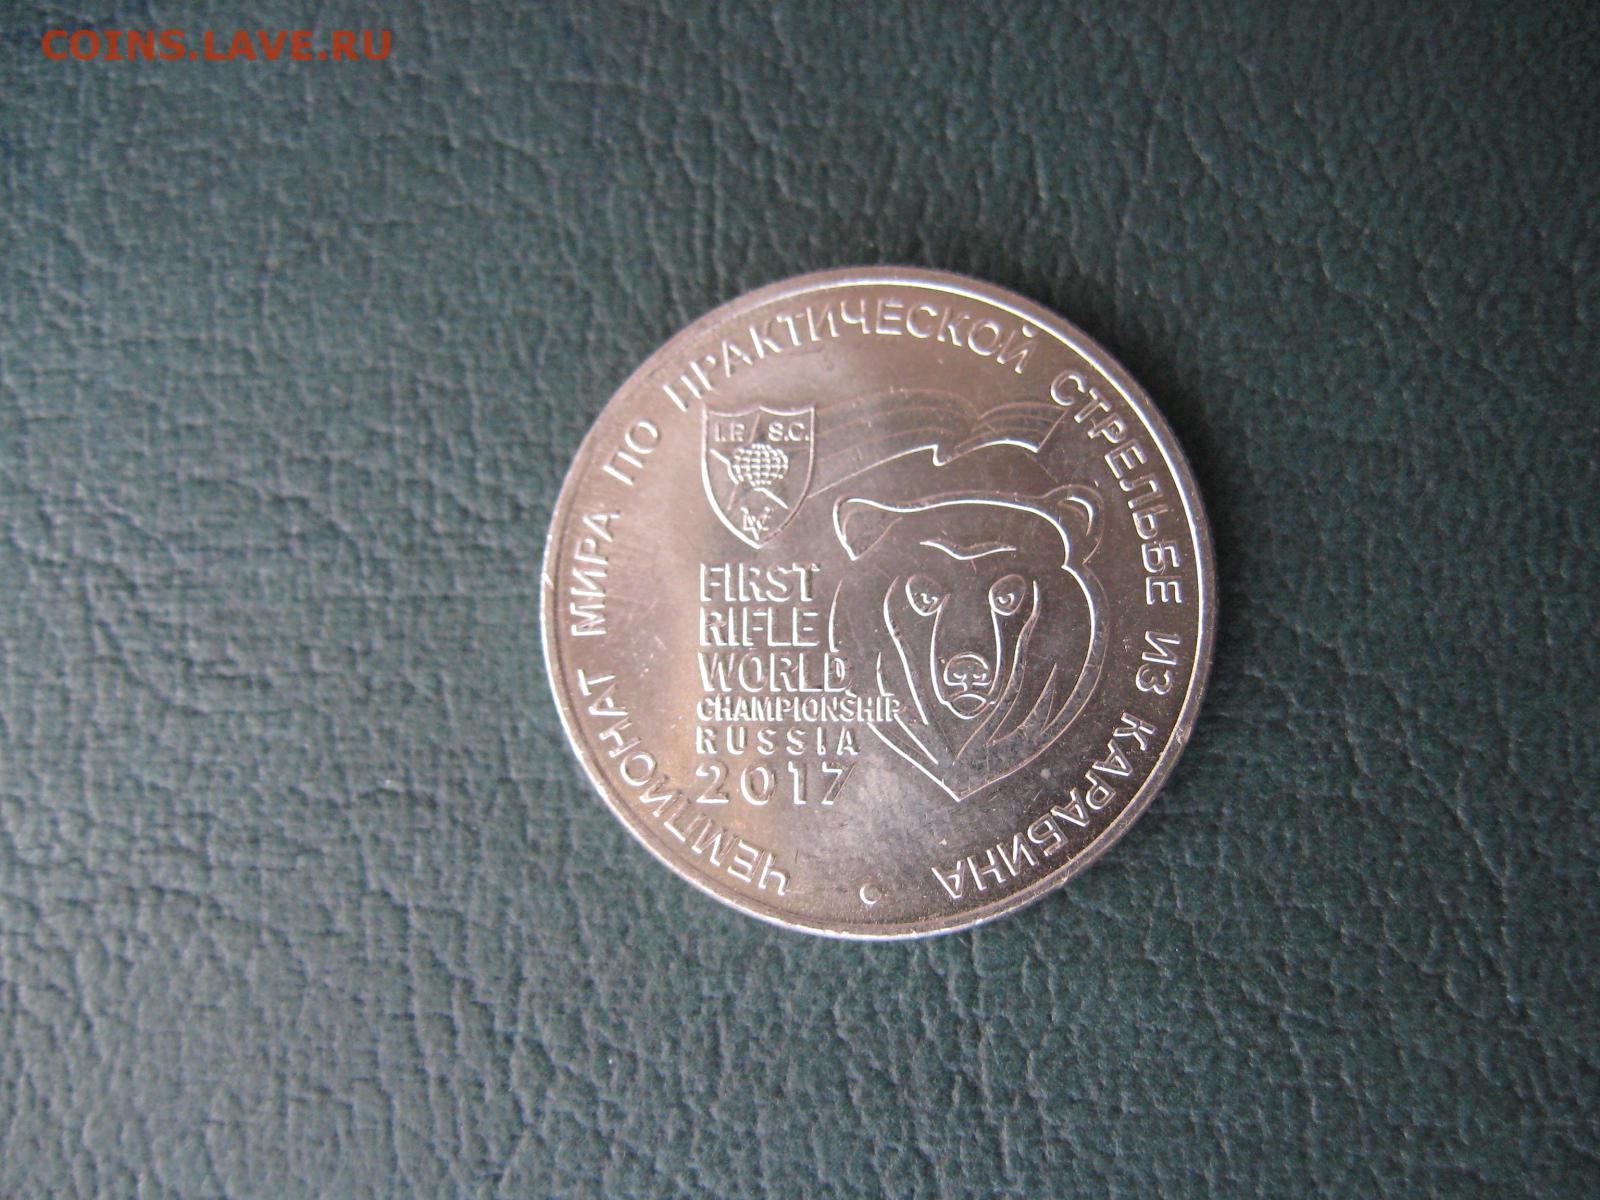 COINS.LAVE.RU
ЧЕМПИОНАТ МИРА ПО ПРАКТИЧЕСКОЙ СТРЕЛЬБЕ ИЗ КАРАБИНА
I.P.S.C.
FIRST
RIFLE
WORLD
CHAMPIONSHIP
RUSSIA
2017